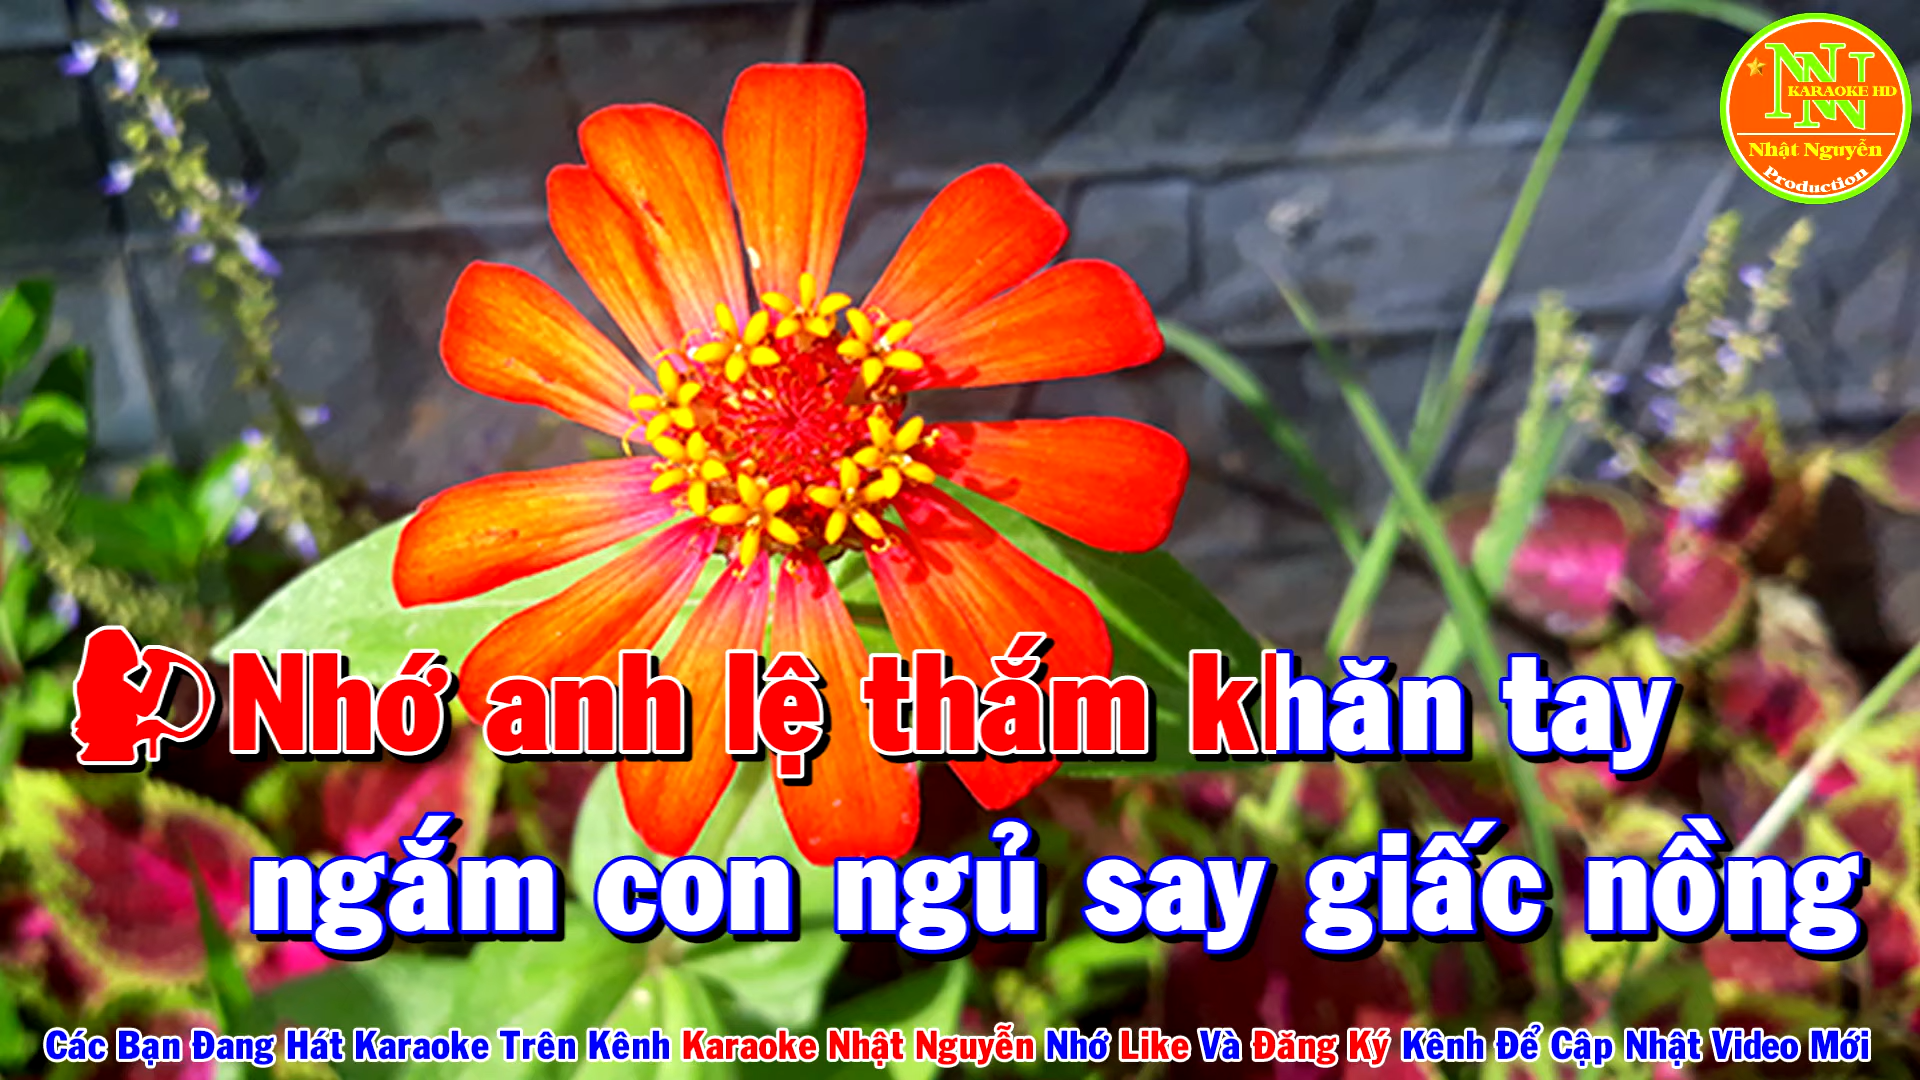 NNNN
KARAOKE HD
Nhật Nguyễn
Production
Nhớ anh lệ thắm khăn tay
ngắm con ngủ say giấc nồng
Các Bạn Đang Hát Karaoke Trên Kênh Karaoke Nhật Nguyễn Nhớ Like Và Đăng Ký Kênh Để Cập Nhật Video Mới